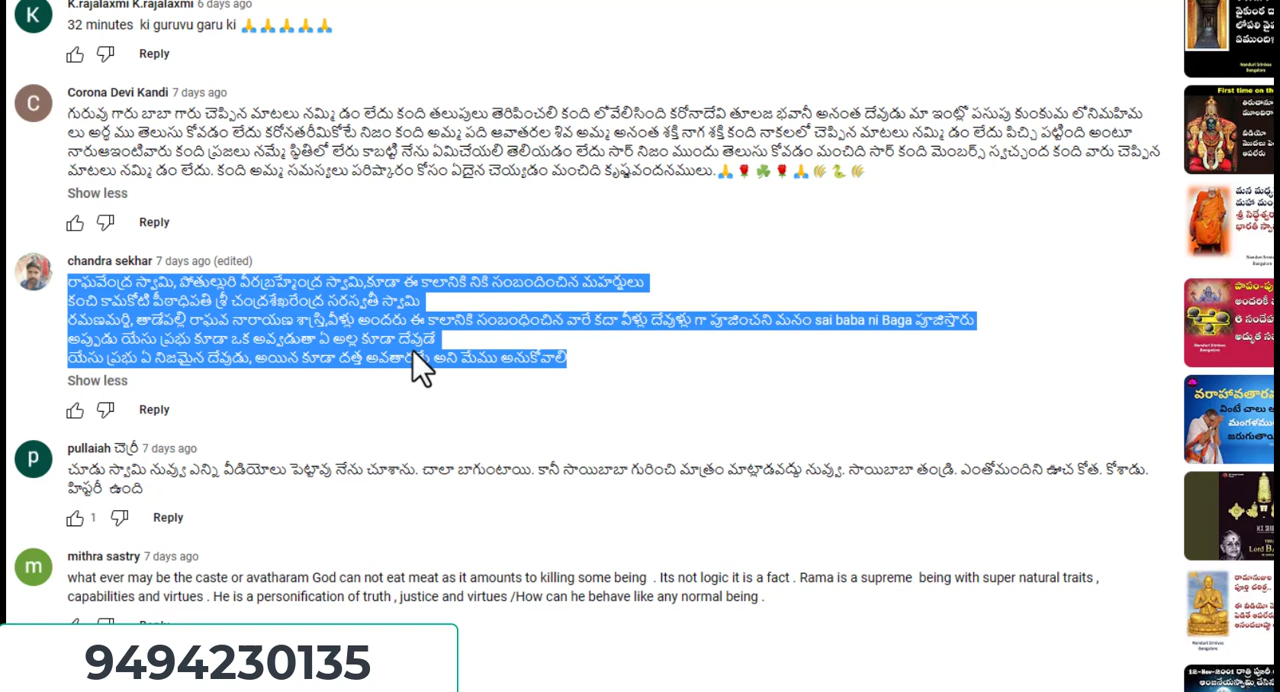 K.rajalaxmi K.rajalaxmi 6 days ago
32 minutes ki guruvu garu ki 🙏🙏🙏🙏🙏
Reply
Corona Devi Kandi 7 days ago
గురువు గారు బాబా గారు చెప్పిన మాటలు నమ్మి డం లేదు కంది తలుపులు తెరిపించలి కంది లోవేలిసింది కరోనాదేవి తూలజ భవానీ అనంత దేవుడు మా ఇంట్లో పసుపు కుంకుమ లోనిమహిమ
లు అర్ధ ము తెలుసు కోవడం లేదు కరోనతరీమికోషే నిజం కంది అమ్మ పది ఆవాతరల శివ అమ్మ అనంత శక్తి నాగ శక్తి కంది నాకలలో చెప్పిన మాటలు నమ్మి డం లేదు పిచ్చి పట్టింది అంటూ
నారుఆఇంటివారు కంది ప్రజలు నమ్మే స్థితిలో లేరు కాబట్టి నేను ఏమిచేయలి తెలియడం లేదు సార్ నిజం ముందు తెలుసు కోవడం మంచిది సార్ కంది మెంబర్స్ స్వచ్ఛంద కంది వారు చెప్పిన
మాటలు నమ్మి డం లేదు. కంది అమ్మ సమస్యలు పరిష్కారం కోసం ఏదైన చెయ్యడం మంచిది కృష్ణవందనములు.🙏🌹☘️🌹🙏🌾🐍🌾
Show less
Reply
chandra sekhar 7 days ago (edited)
రాఘవేంద్ర స్వామి, పోతుల్లురి వీరబ్రహ్మేంద్ర స్వామి,కూడా ఈ కాలానికి నికి సంబందించిన మహర్షులు
కంచి కామకోటి పీఠాధిపతి శ్రీ చంద్రశేఖరేంద్ర సరస్వతీ స్వామి
రమణమర్షి, తాడేపల్లి రాఘవ నారాయణ శాస్త్రి,వీళ్లు అందరు ఈ కాలానికి సంబంధించిన వారే కదా వీళ్లు దేవుళ్లు గా పూజించని మనం sai baba ni Baga పూజిస్తారు
అప్పుడు యేసు ప్రభు కూడా ఒక అవ్వడుతా ఏ అల్ల కూడా దేవుడే
యేసు ప్రభు ఏ నిజమైన దేవుడు, అయిన కూడా దత్త అని మేము అనుకోవాలి
Show less
Reply
pullaiah చెర్రీ 7 days ago
చూడు స్వామి నువ్వు ఎన్ని వీడియోలు పెట్టావు నేను చూశాను. చాలా బాగుంటాయి. కానీ సాయిబాబా గురించి మాత్రం మాట్లాడవద్దు నువ్వు. సాయిబాబా తండ్రి. ఎంతోమందిని ఊచ కోత. కోశాడు.
హిస్టరీ ఉంది
1
Reply
mithra sastry 7 days ago
what ever may be the caste or avatharam God can not eat meat as it amounts to killing some being . Its not logic it is a fact . Rama is a supreme being with super natural traits ,
capabilities and virtues . He is a personification of truth , justice and virtues /How can he behave like any normal being .
9494230135